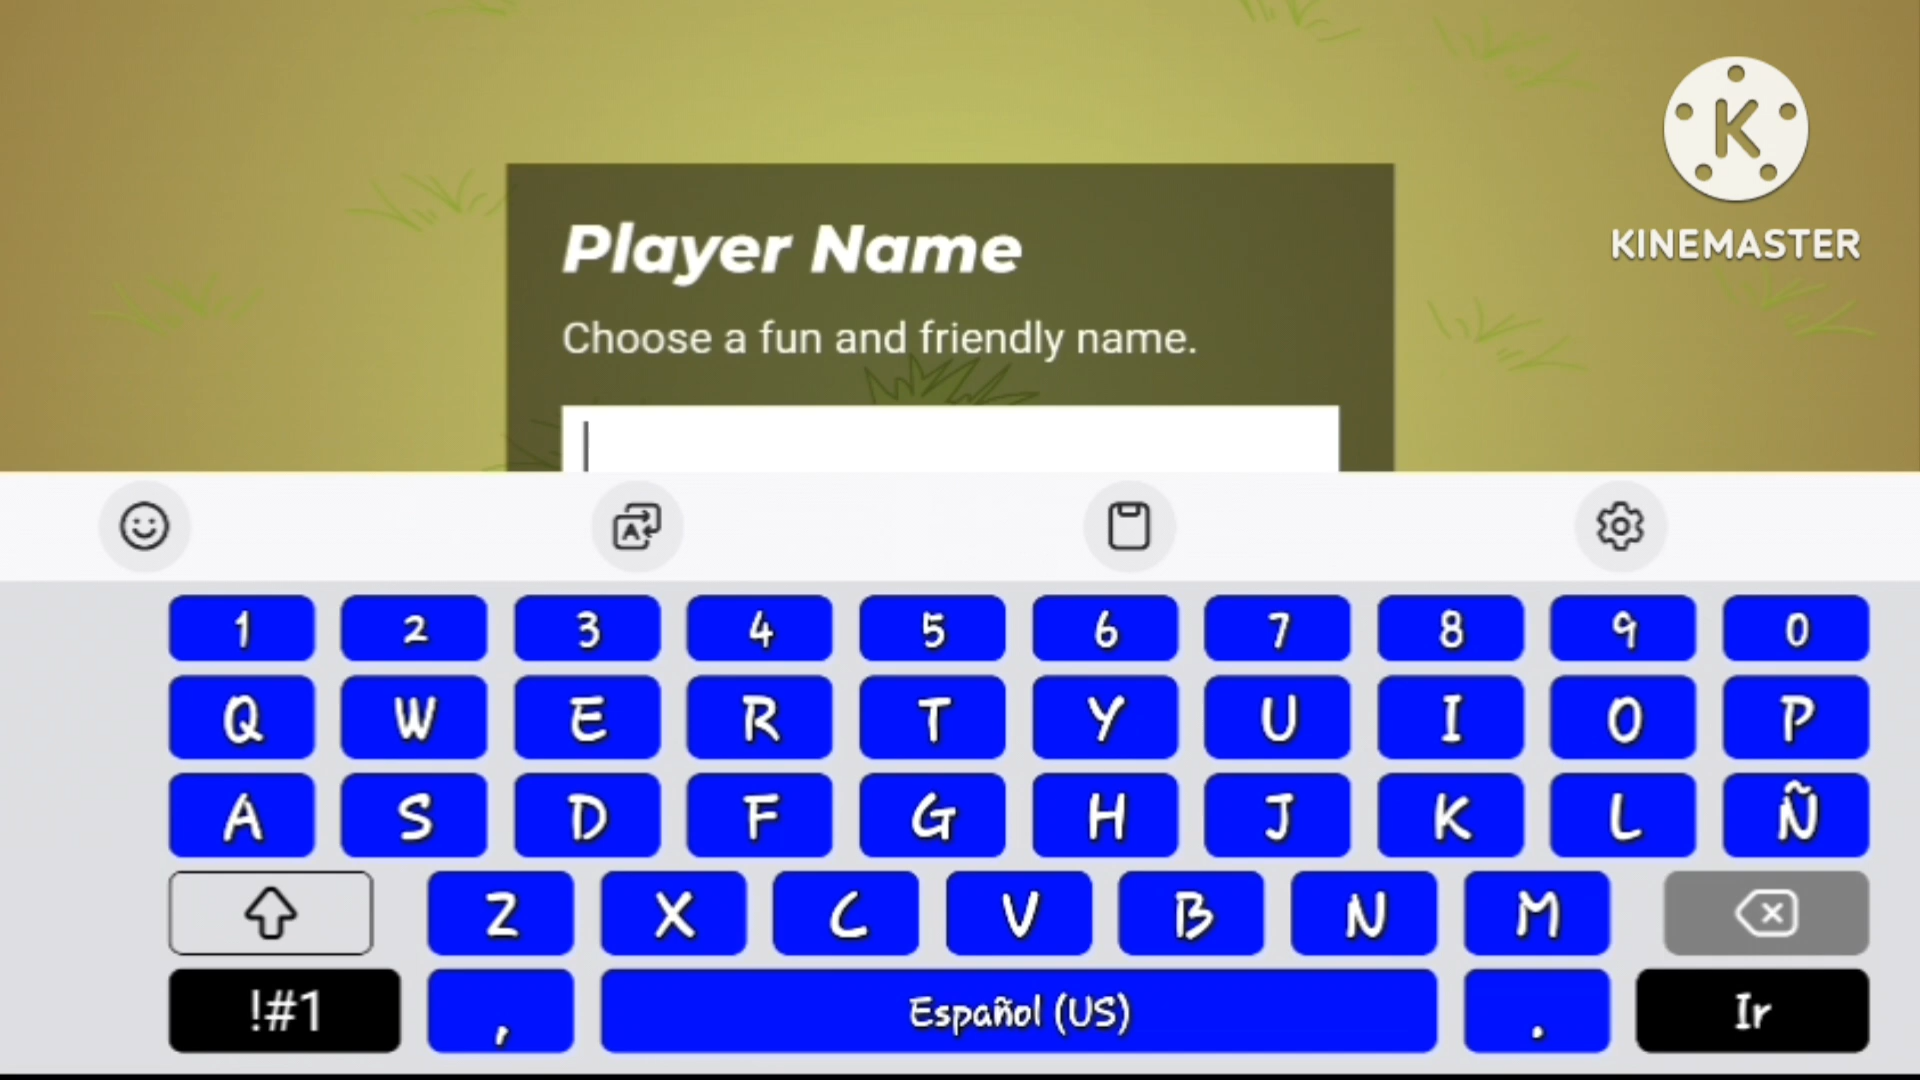 K
KINEMASTER
Player Name
Choose a fun and friendly name.
A
1 2 3 4 5 6 7 8 9 0
Q W E R T Y U I O P
A S D F G H J K L Ñ
Z X C V B N M
!#1 , Español (US) . Ir